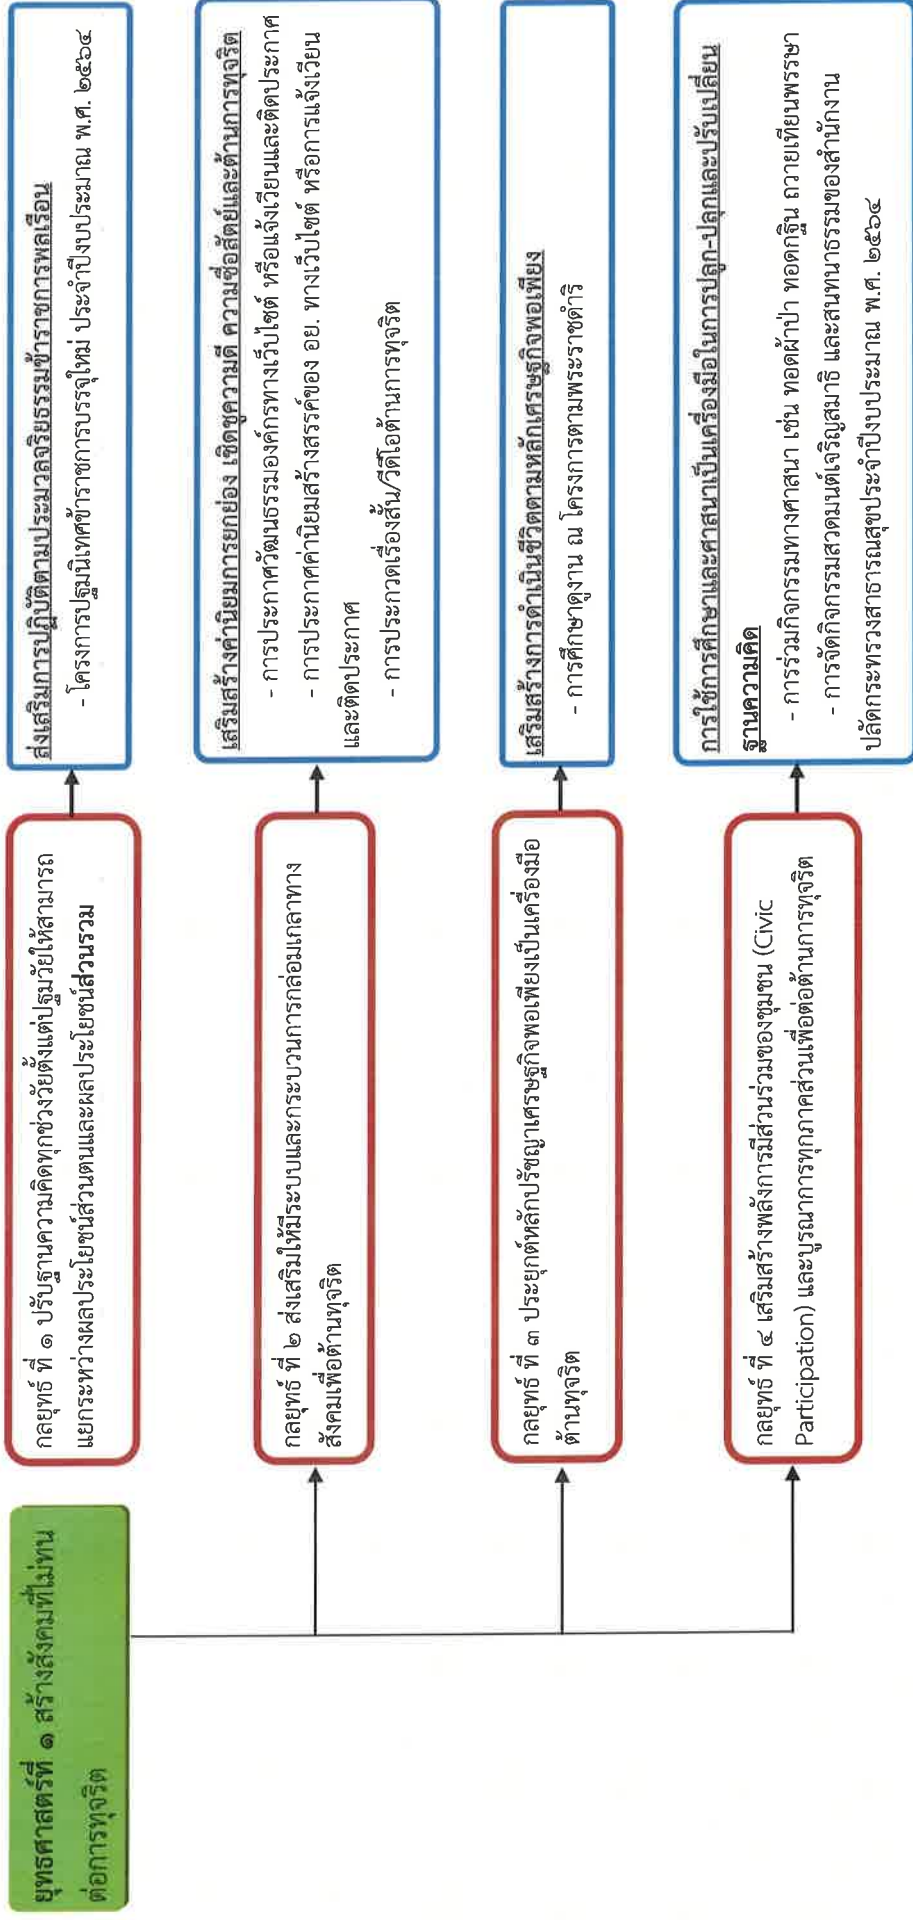 ยุทธศาสตร์ที่ ๑ สร้างสังคมที่ไม่ทน
ต่อการทุจริต
กลยุทธ์ ที่ ๑ ปรับฐานความคิดทุกช่วงวัยตั้งแต่ปฐมวัยให้สามารถ
แยกระหว่างผลประโยชน์ส่วนตนและผลประโยชน์ส่วนรวม
ส่งเสริมการปฏิบัติตามประมวลจริยธรรมข้าราชการพลเรือน
- โครงการปฐมนิเทศข้าราชการบรรจุใหม่ ประจำปีงบประมาณ พ.ศ. ๒๕๖๔
กลยุทธ์ ที่ ๒ ส่งเสริมให้มีระบบและกระบวนการกล่อมเกลาทาง
สังคมเพื่อต้านทุจริต
เสริมสร้างค่านิยมการยกย่อง เชิดชูความดี ความซื่อสัตย์และต้านการทุจริต
- การประกาศวัฒนธรรมองค์กรทางเว็บไซต์ หรือแจ้งเวียนและติดประกาศ
- การประกาศค่านิยมสร้างสรรค์ของ อย. ทางเว็บไซต์ หรือการแจ้งเวียน
และติดประกาศ
- การประกวดเรื่องสั้น/วีดีโอต้านการทุจริต
กลยุทธ์ ที่ ๓ ประยุกต์หลักปรัชญาเศรษฐกิจพอเพียงเป็นเครื่องมือ
ต้านทุจริต
เสริมสร้างการดำเนินชีวิตตามหลักเศรษฐกิจพอเพียง
- การศึกษาดูงาน ณ โครงการตามพระราชดำริ
กลยุทธ์ ที่ ๔ เสริมสร้างพลังการมีส่วนร่วมของชุมชน (Civic
Participation) และบูรณาการทุกภาคส่วนเพื่อต่อต้านการทุจริต
การใช้การศึกษาและศาสนาเป็นเครื่องมือในการปลูก-ปลุกและปรับเปลี่ยน
ฐานความคิด
- การร่วมกิจกรรมทางศาสนา เช่น ทอดผ้าป่า ทอดกฐิน ถวายเทียนพรรษา
- การจัดกิจกรรมสวดมนต์เจริญสมาธิ และสนทนาธรรมของสำนักงาน
ปลัดกระทรวงสาธารณสุขประจำปีงบประมาณ พ.ศ. ๒๕๖๔